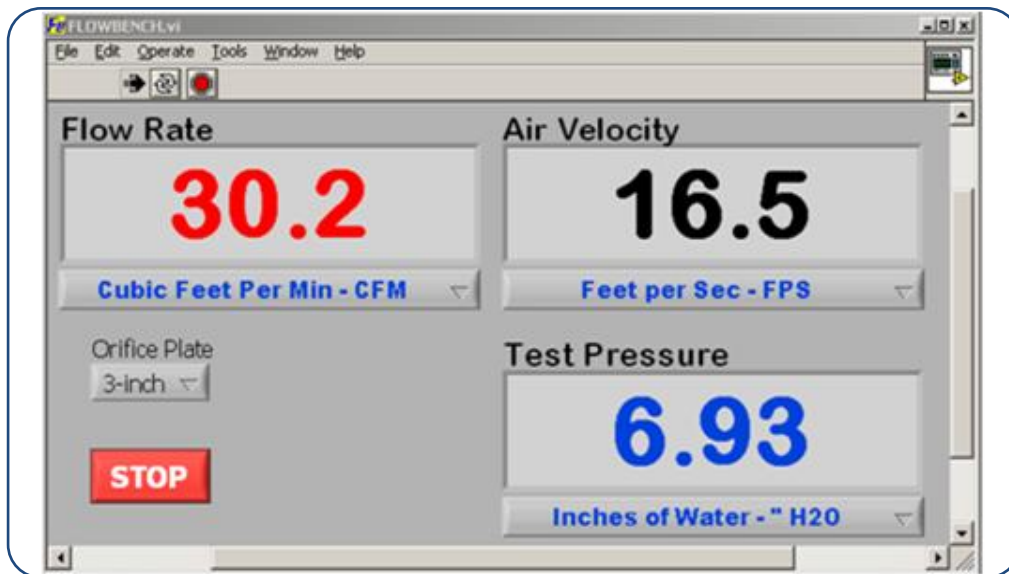 FLOWBENCH.vi
File Edit Operate Tools Window Help
Flow Rate
30.2
Cubic Feet Per Min - CFM
Air Velocity
16.5
Feet per Sec - FPS
Orifice Plate
3-inch
STOP
Test Pressure
6.93
Inches of Water - " H2O